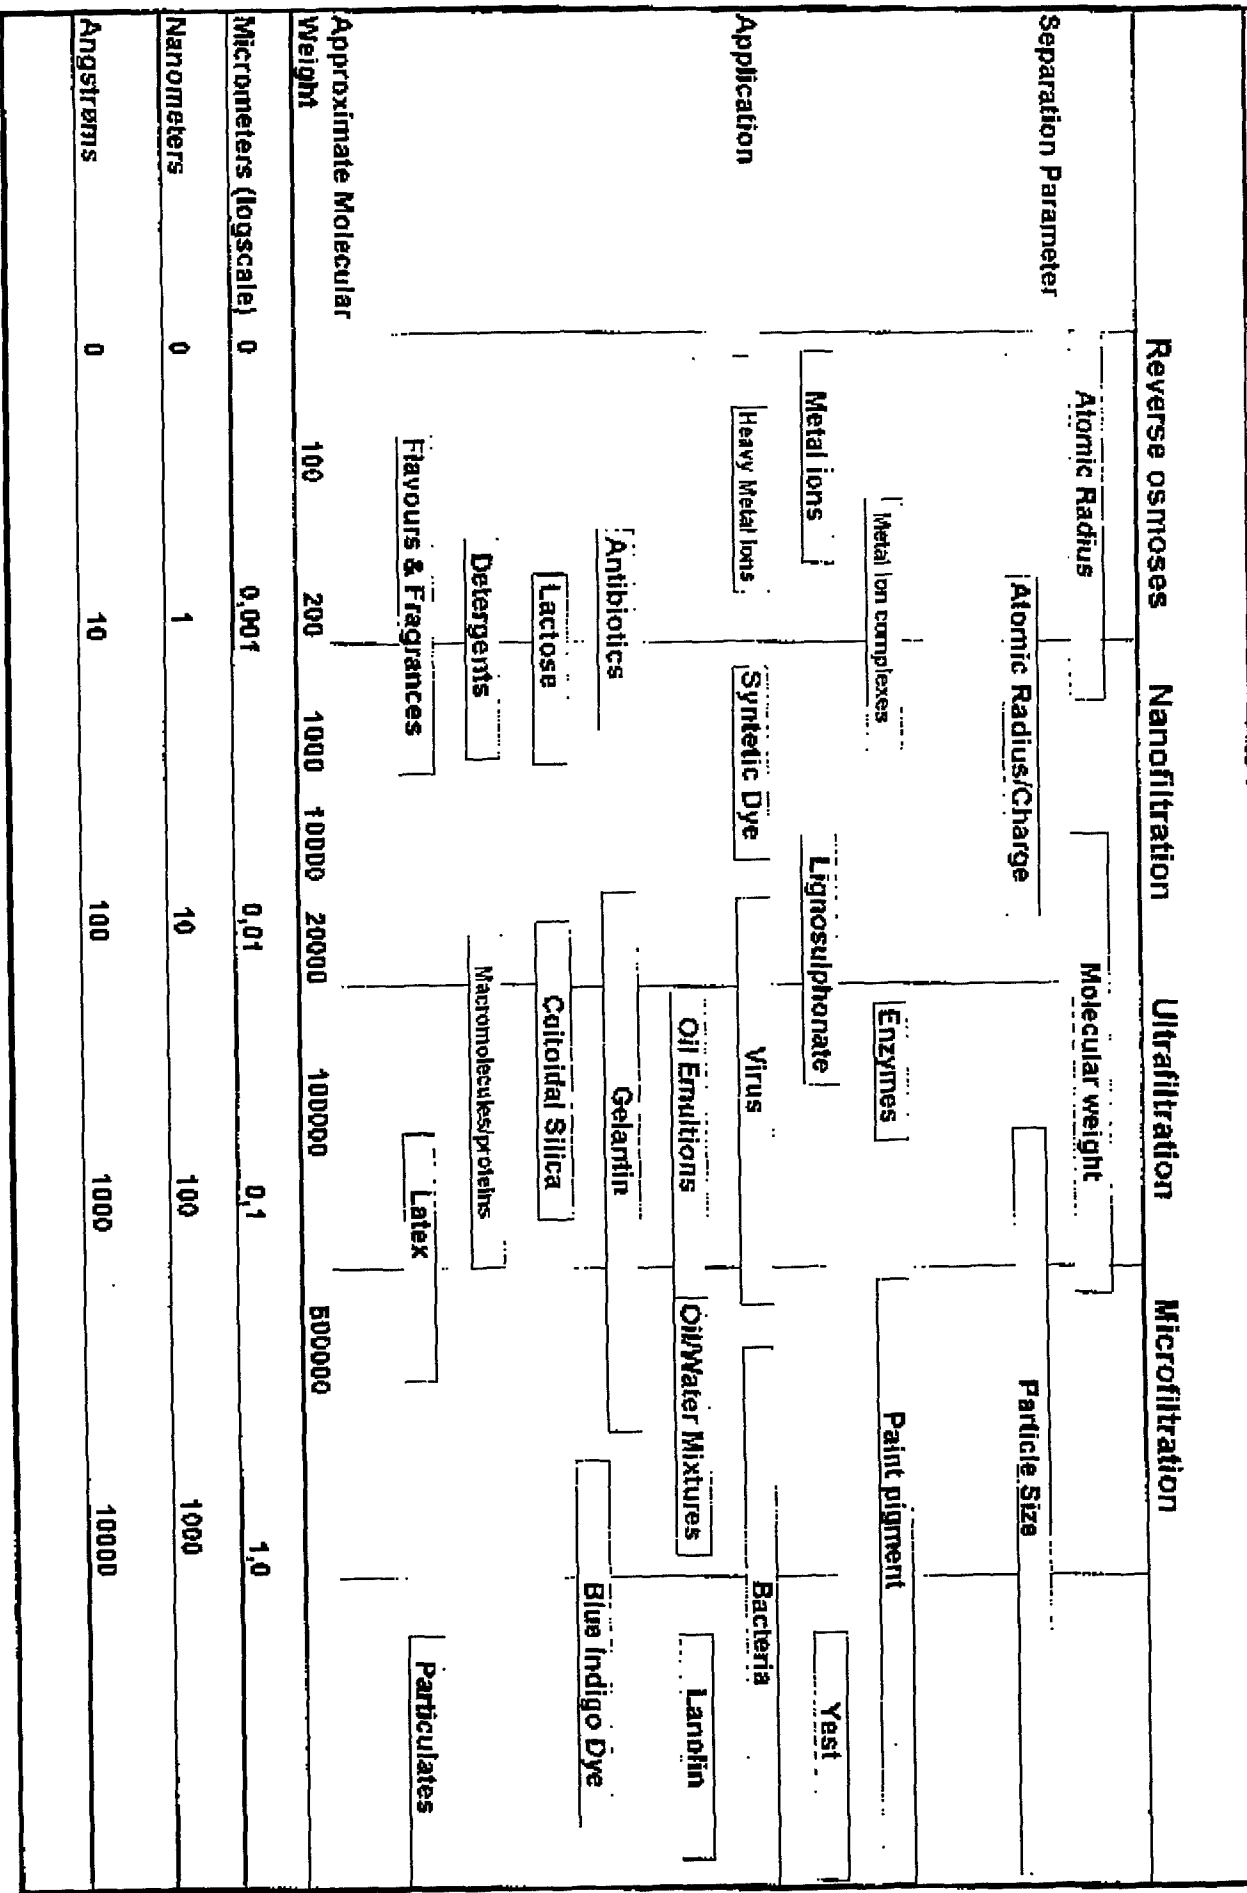 Reverse osmoses Nanofiltration Ultrafiltration Microfiltration
Separation Parameter
Atomic Radius
Molecular weight
Atomic Radius/Charge
Particle Size
Application
Metal ion complexes
Enzymes
Paint pigment
Metal ions
Lignosulphonate
Yest
Heavy Metal Ions
Syntetic Dye
Virus
Bacteria
Oil Emultions
Oil/Water Mixtures
Lanolin
Antibiotics
Gelantin
Blue Indigo Dye
Lactose
Coitoidal Silica
Detergents
Macromolecules/proteins
Flavours & Fragrances
Latex
Particulates
Approximate Molecular
Weight
100 200 1000 10000 20000 100000 500000
Micrometers (logscale) 0 0,001 0,01 0,1 1,0
Nanometers 0 1 10 100 1000
Angstrøms 0 10 100 1000 10000